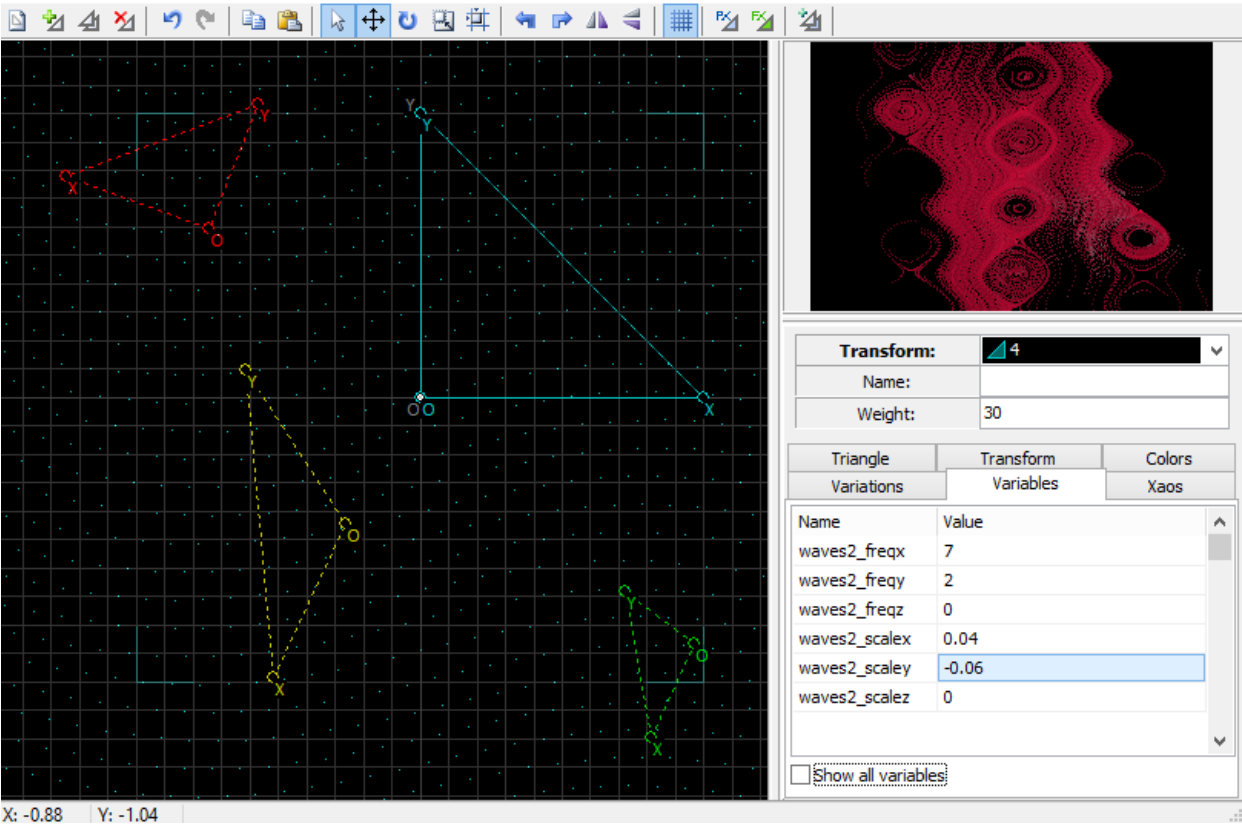 Y
Y
Y
X
O
Transform:
4
Name:
Weight:
30
Y
O
O
X
Triangle
Transform
Colors
Variations
Variables
Xaos
Name
Value
waves2_freqx
7
waves2_freqy
2
waves2_freqz
0
waves2_scalex
0.04
waves2_scaley
-0.06
waves2_scalez
0
O
X
Y
O
X
Show all variables
X: -0.88
Y: -1.04